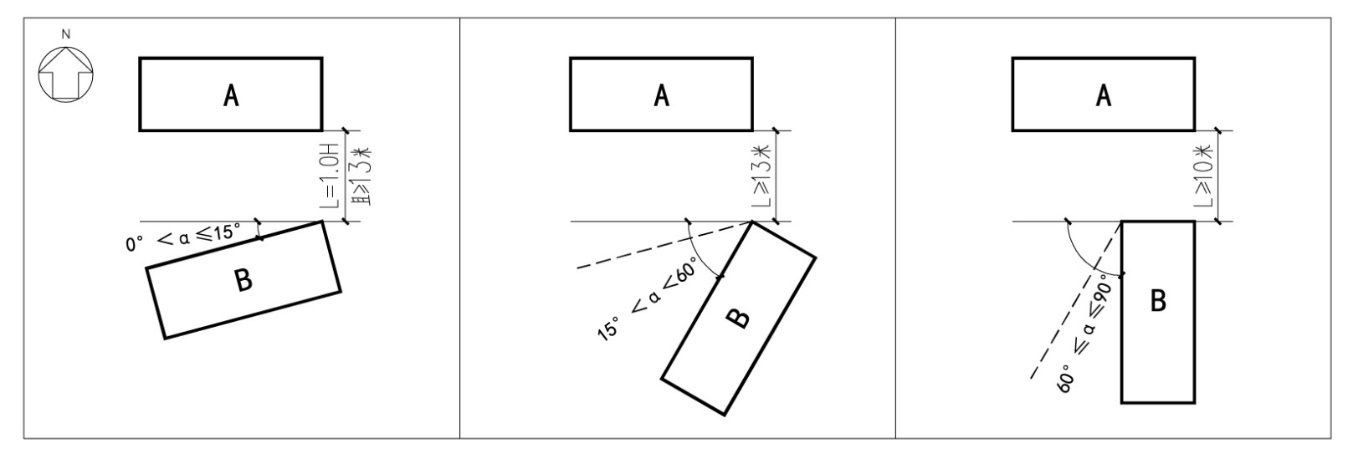 N
A
L=1.0H
且≥13米
0° < α ≤15°
B
A
L≥13米
15° < α <60°
B
A
L≥10米
60° ≤ α ≤90°
B